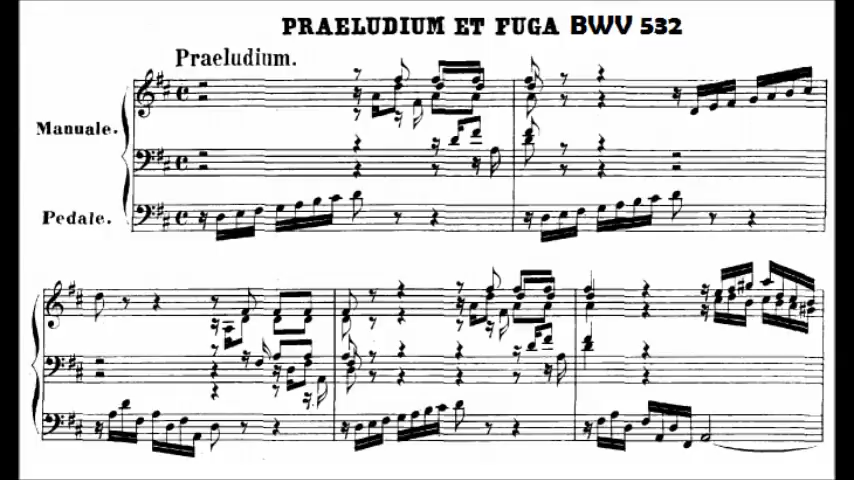 PRAELUDIUM ET FUGA BWV 532
Praeludium.
Manuale.
Pedale.